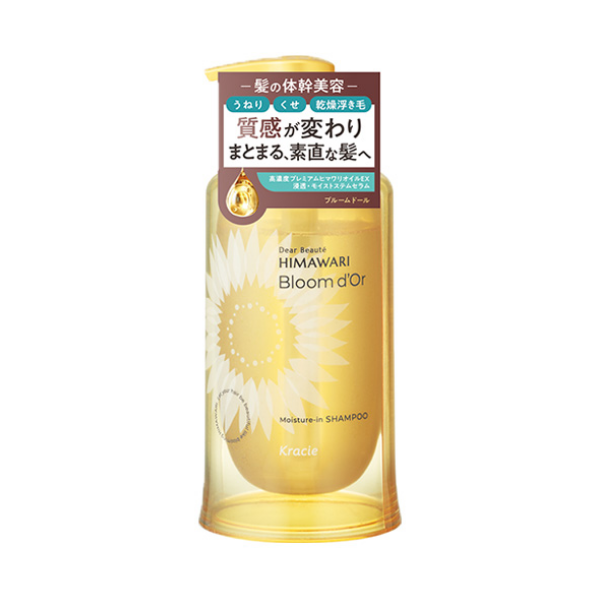 髪の体幹美容
うねり くせ 乾燥浮き毛
質感が変わり
まとまる、素直な髪へ
高濃度プレミアムヒマワリオイルEX
浸透・モイストステムセラム
ブルームドール
Dear Beauté
HIMAWARI
Bloom d'Or
Moisture-in SHAMPOO
Kracie